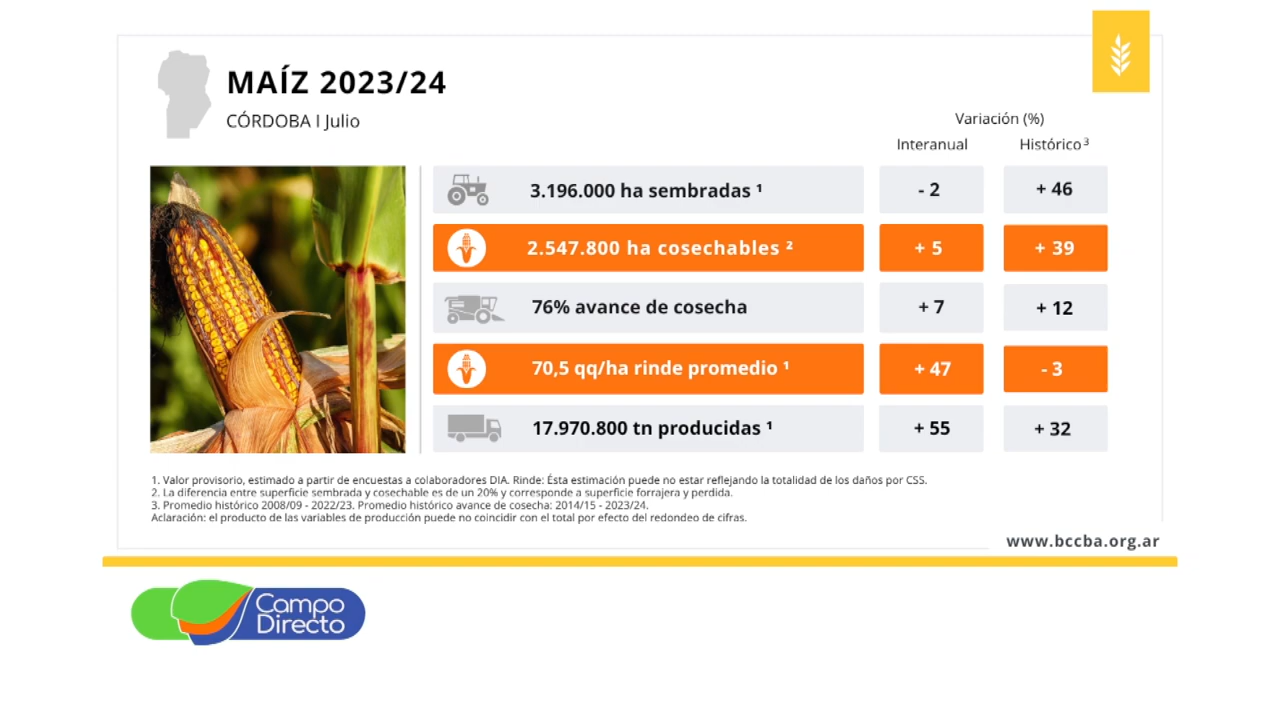 MAÍZ 2023/24
CÓRDOBA I Julio
Variación (%)
Interanual Histórico ³
3.196.000 ha sembradas ¹ - 2 + 46
2.547.800 ha cosechables ² + 5 + 39
76% avance de cosecha + 7 + 12
70,5 qq/ha rinde promedio ¹ + 47 - 3
17.970.800 tn producidas ¹ + 55 + 32
1. Valor provisorio, estimado a partir de encuestas a colaboradores DIA. Rinde: Ésta estimación puede no estar reflejando la totalidad de los daños por CSS.
2. La diferencia entre superficie sembrada y cosechable es de un 20% y corresponde a superficie forrajera y perdida.
3. Promedio histórico 2008/09 - 2022/23. Promedio histórico avance de cosecha: 2014/15 - 2023/24.
Aclaración: el producto de las variables de producción puede no coincidir con el total por efecto del redondeo de cifras.
www.bccba.org.ar
Campo
Directo